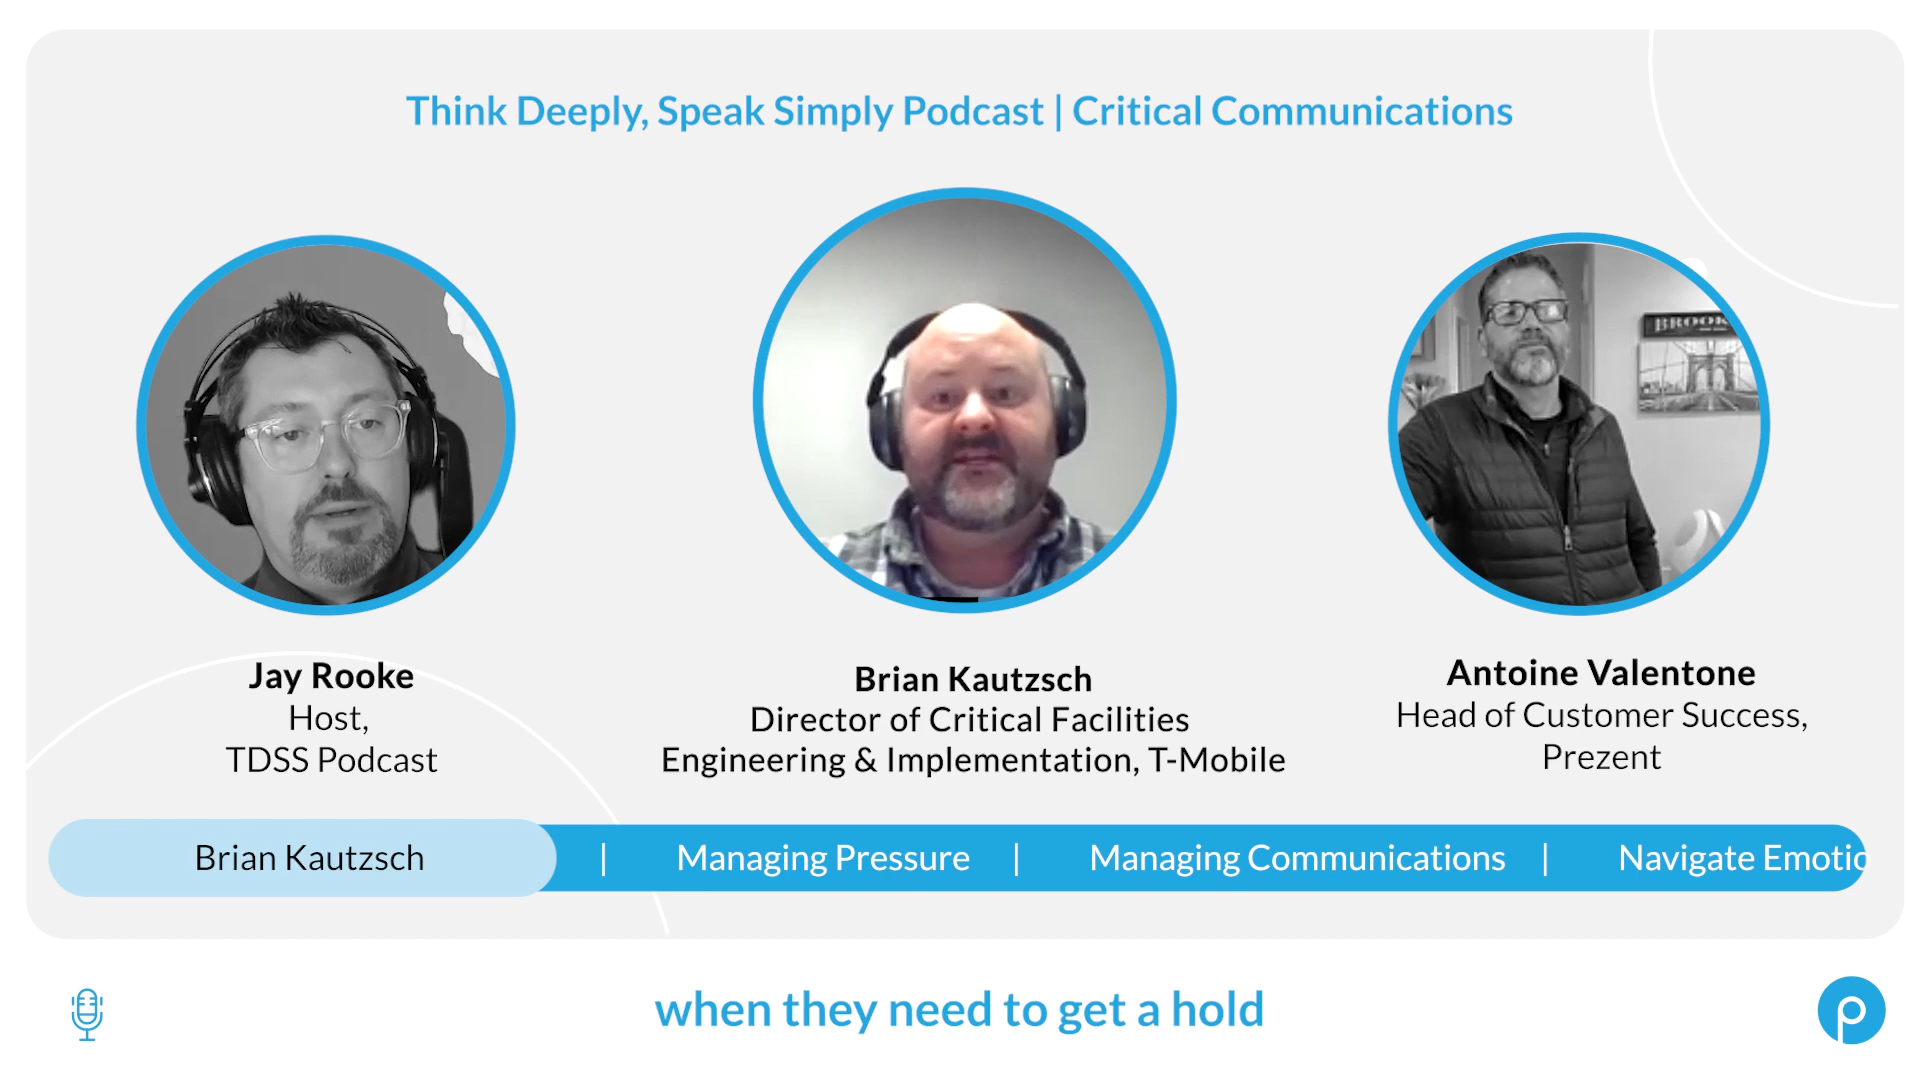 Think Deeply, Speak Simply Podcast | Critical Communications
BROOK
Jay Rooke
Host,
TDSS Podcast
Brian Kautzsch
Director of Critical Facilities
Engineering & Implementation, T-Mobile
Antoine Valentone
Head of Customer Success,
Prezent
Brian Kautzsch | Managing Pressure | Managing Communications | Navigate Emotio
when they need to get a hold